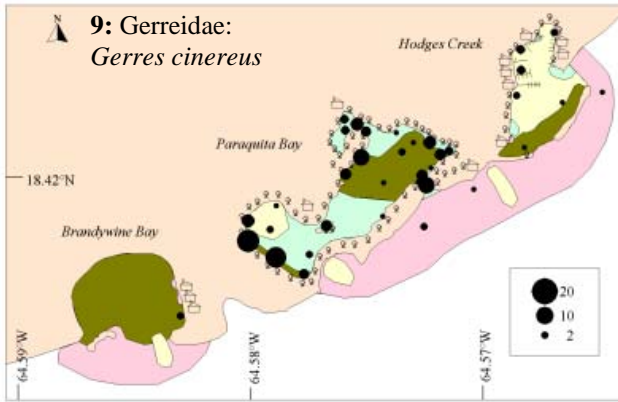 N
9: Gerreidae:
Gerres cinereus
Hodges Creek
Paraquita Bay
18.42°N
Brandywine Bay
20
10
2
64.59°W
64.58°W
64.57°W